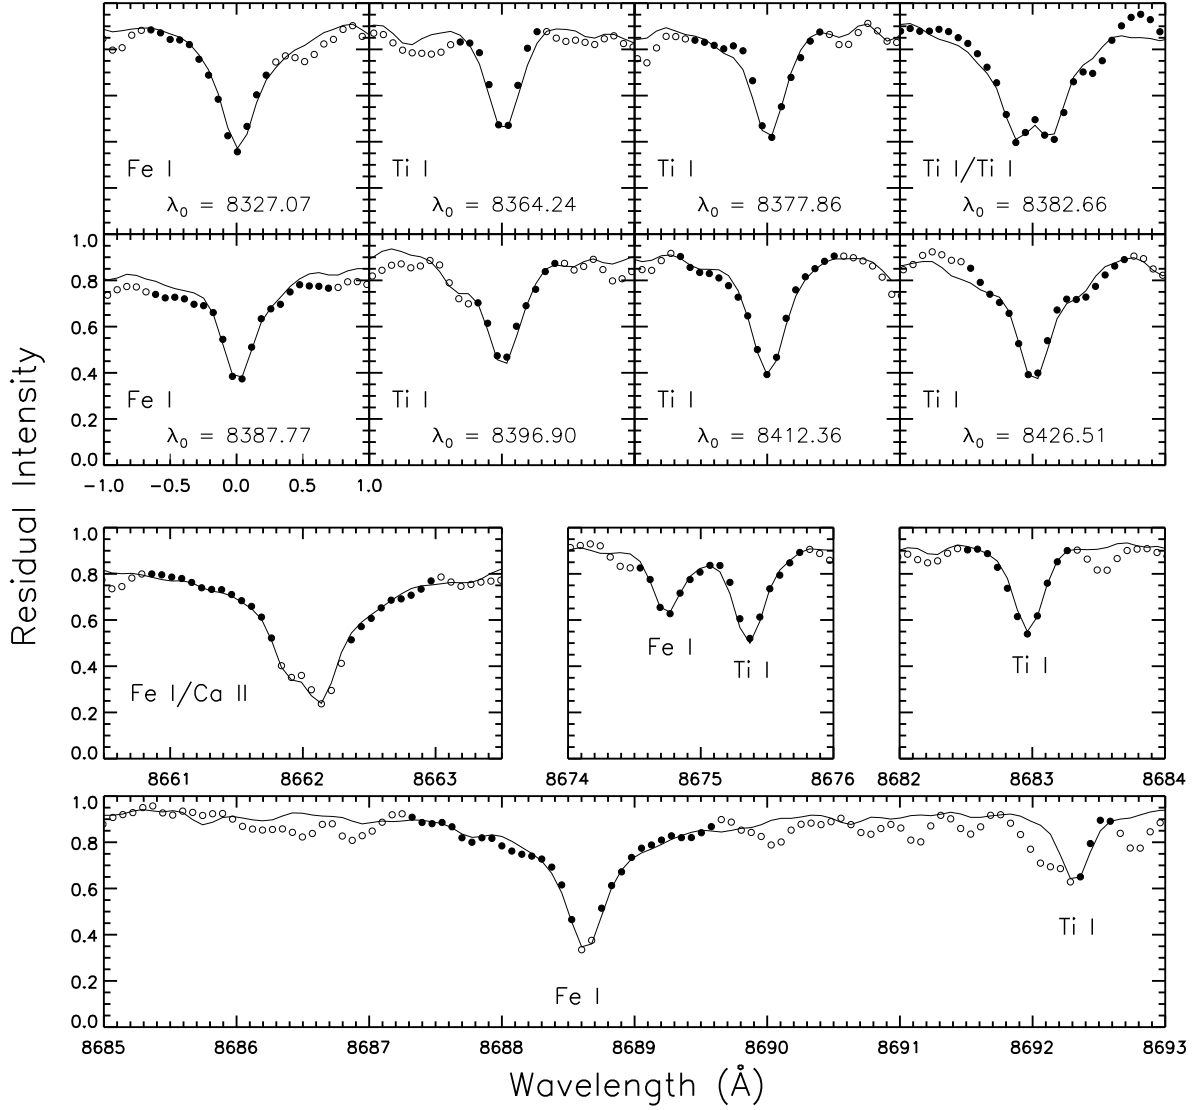 Fe I
λ0 = 8327.07
Ti I
λ0 = 8364.24
Ti I
λ0 = 8377.86
Ti I/Ti I
λ0 = 8382.66
1.0
0.8
0.6
0.4
0.2
0.0
Fe I
λ0 = 8387.77
Ti I
λ0 = 8396.90
Ti I
λ0 = 8412.36
Ti I
λ0 = 8426.51
-1.0 -0.5 0.0 0.5 1.0
Residual Intensity
1.0
0.8
0.6
0.4
0.2
0.0
Fe I/Ca II
8661 8662 8663
Fe I
Ti I
8674 8675 8676
Ti I
8682 8683 8684
1.0
0.8
0.6
0.4
0.2
0.0
Fe I
Ti I
8685 8686 8687 8688 8689 8690 8691 8692 8693
Wavelength (Å)